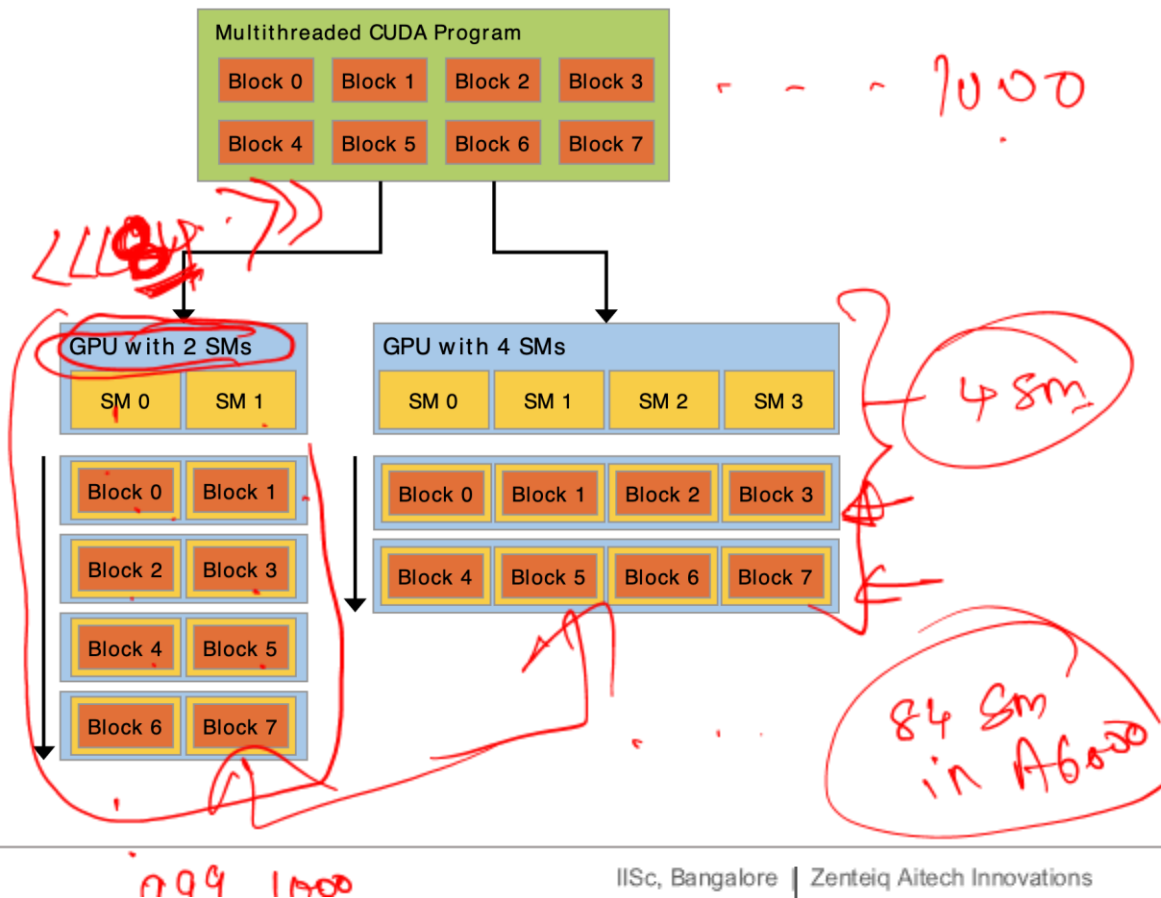 Multithreaded CUDA Program
Block 0 Block 1 Block 2 Block 3
- - - 1000
Block 4 Block 5 Block 6 Block 7
<<<8 . >>>
GPU with 2 SMs
SM 0 SM 1
Block 0 Block 1
Block 2 Block 3
Block 4 Block 5
Block 6 Block 7
GPU with 4 SMs
SM 0 SM 1 SM 2 SM 3
Block 0 Block 1 Block 2 Block 3
Block 4 Block 5 Block 6 Block 7
4 SM
84 SM
in A6000
999 1000
IISc, Bangalore | Zenteiq Aitech Innovations